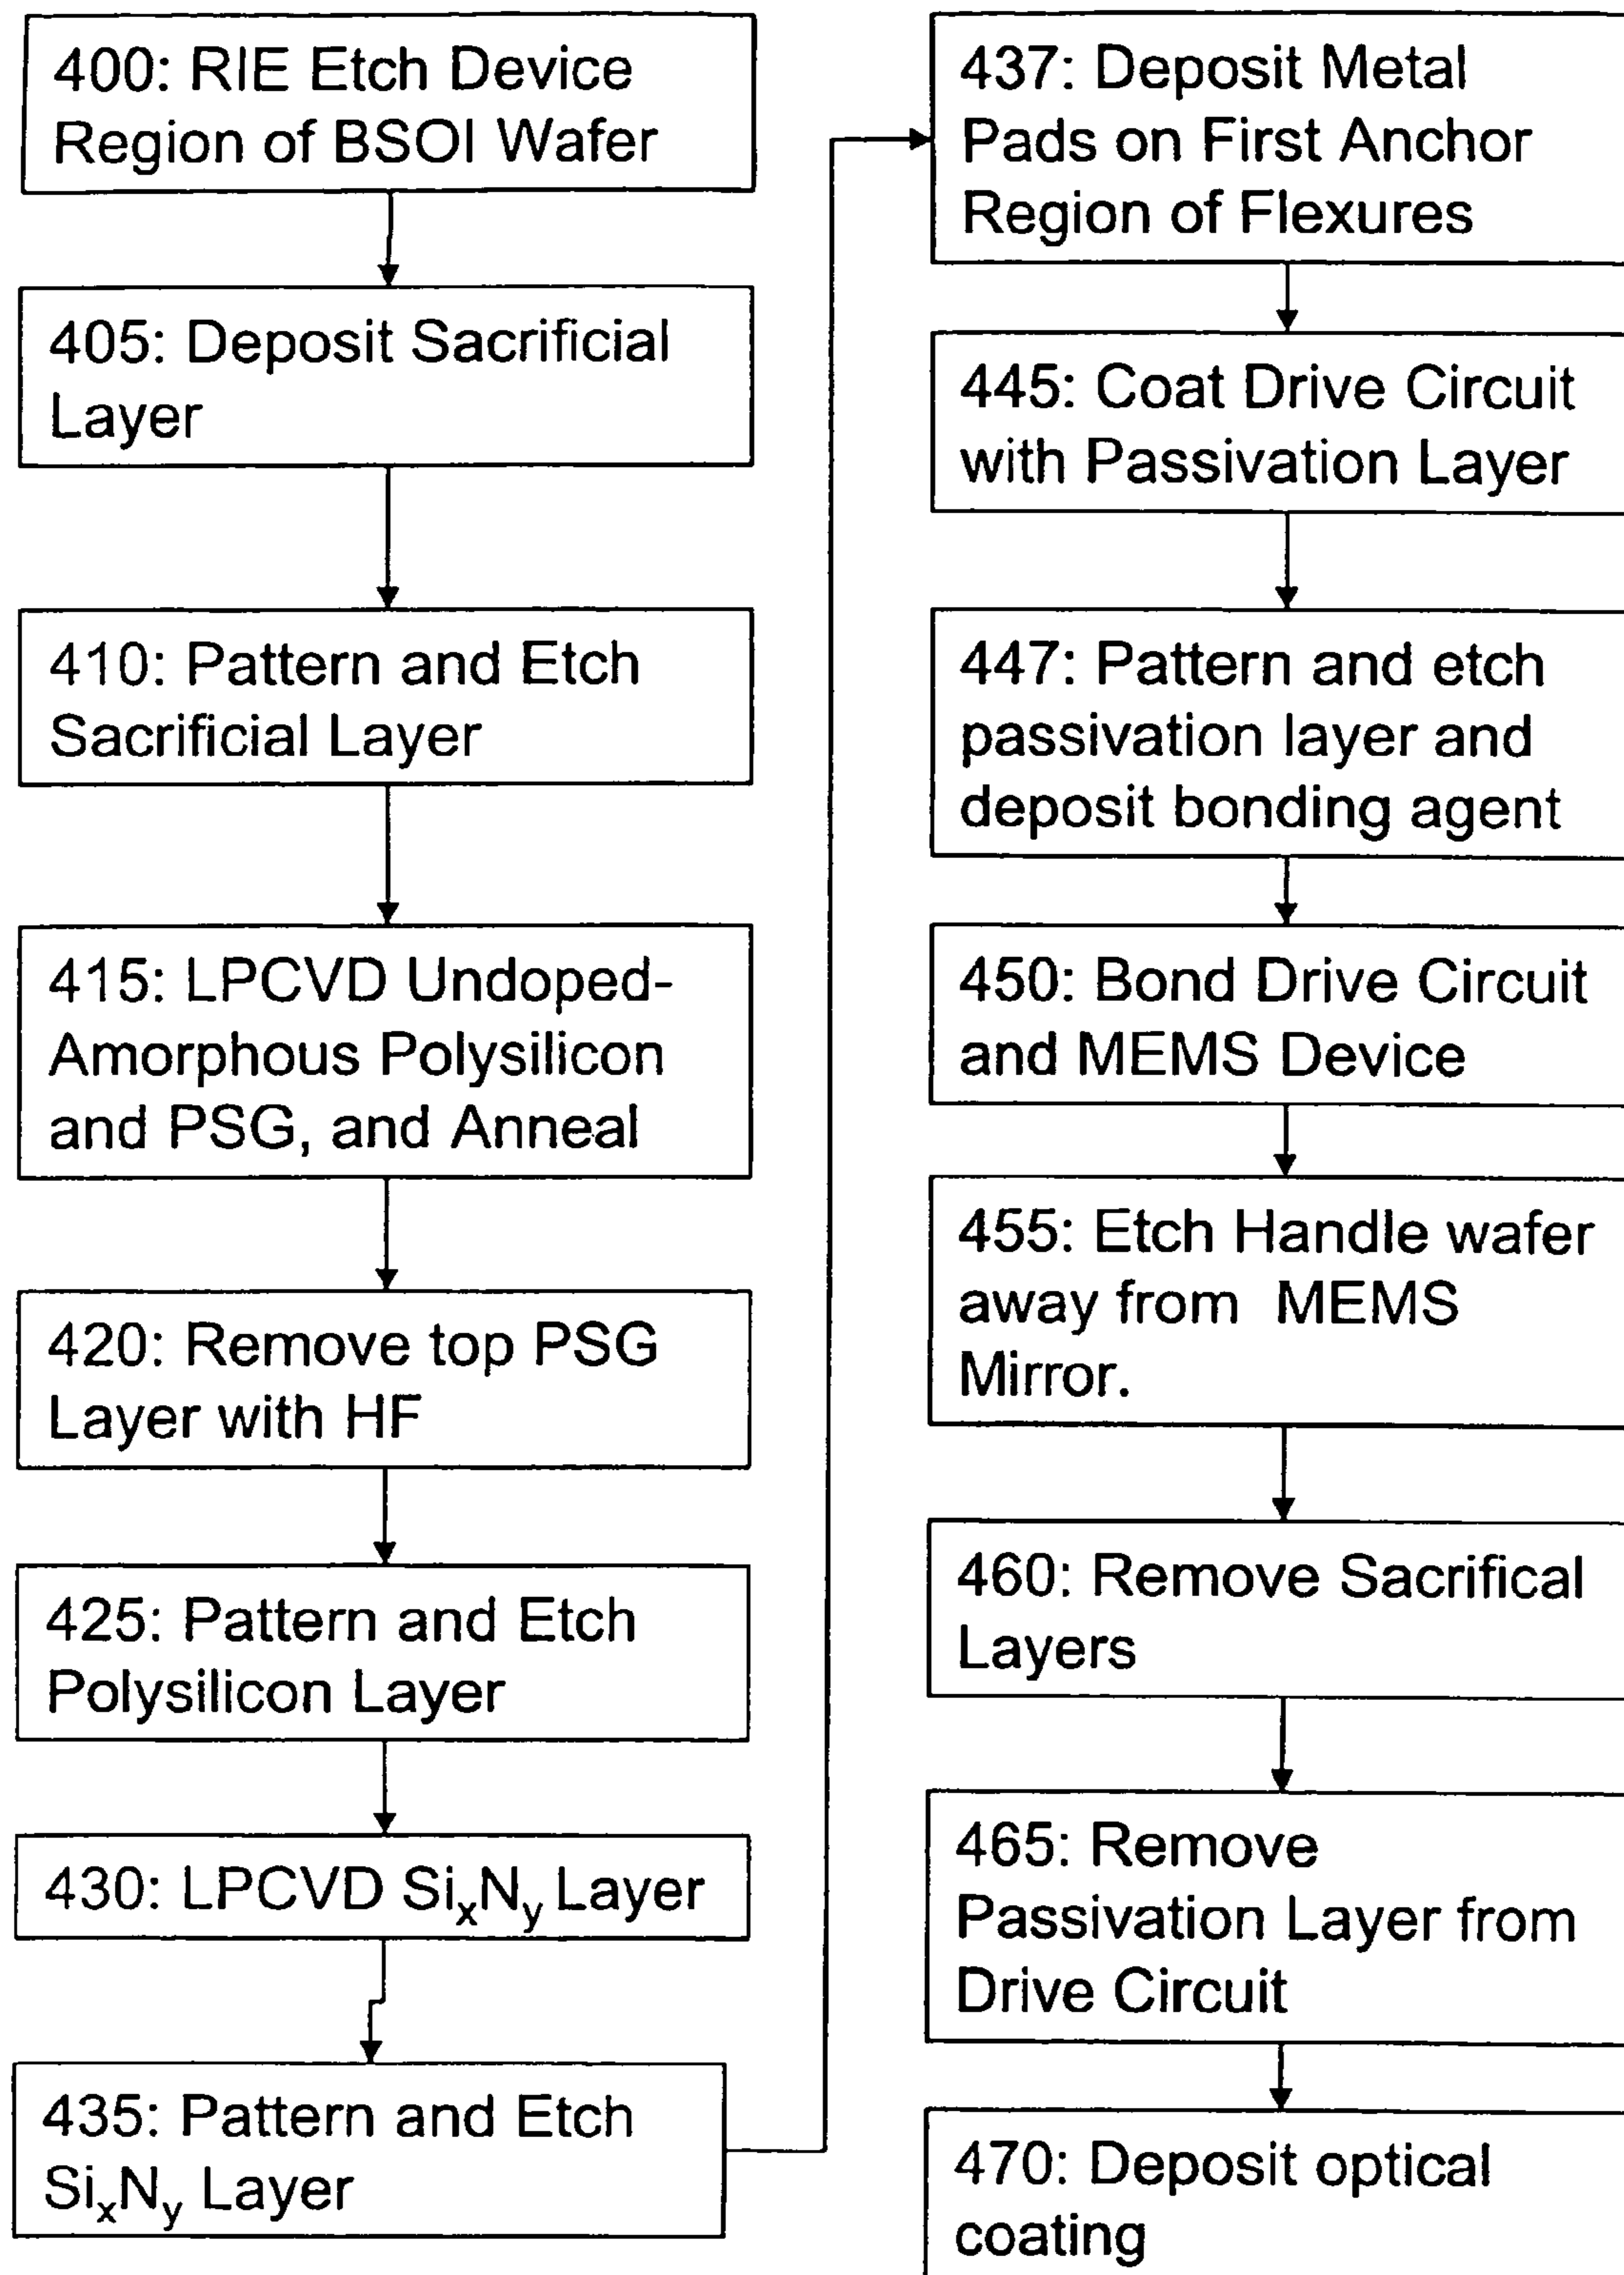 400: RIE Etch Device
Region of BSOI Wafer
405: Deposit Sacrificial
Layer
410: Pattern and Etch
Sacrificial Layer
415: LPCVD Undoped-
Amorphous Polysilicon
and PSG, and Anneal
420: Remove top PSG
Layer with HF
425: Pattern and Etch
Polysilicon Layer
430: LPCVD SixNy Layer
435: Pattern and Etch
SixNy Layer
437: Deposit Metal
Pads on First Anchor
Region of Flexures
445: Coat Drive Circuit
with Passivation Layer
447: Pattern and etch
passivation layer and
deposit bonding agent
450: Bond Drive Circuit
and MEMS Device
455: Etch Handle wafer
away from MEMS
Mirror.
460: Remove Sacrifical
Layers
465: Remove
Passivation Layer from
Drive Circuit
470: Deposit optical
coating